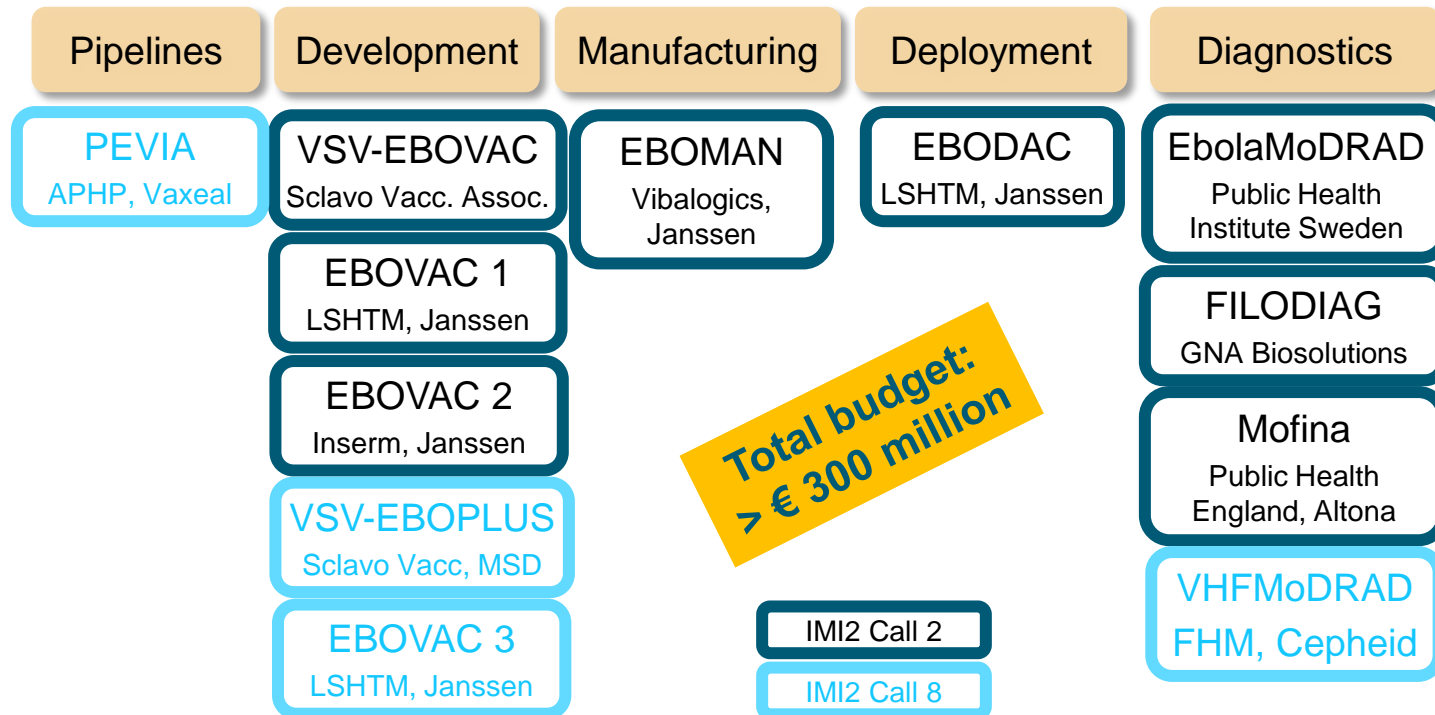 Pipelines
Development
Manufacturing
Deployment
Diagnostics
PEVIA
APHP, Vaxeal
VSV-EBOVAC
Sclavo Vacc. Assoc.
EBOVAC 1
LSHTM, Janssen
EBOVAC 2
Inserm, Janssen
VSV-EBOPLUS
Sclavo Vacc, MSD
EBOVAC 3
LSHTM, Janssen
EBOMAN
Vibalogics,
Janssen
EBODAC
LSHTM, Janssen
EbolaMoDRAD
Public Health
Institute Sweden
FILODIAG
GNA Biosolutions
Mofina
Public Health
England, Altona
VHFMoDRAD
FHM, Cepheid
Total budget:
> € 300 million
IMI2 Call 2
IMI2 Call 8